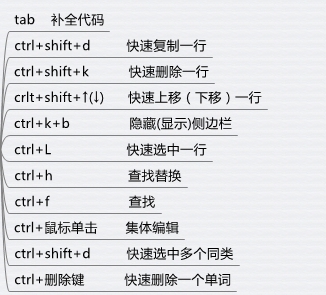 tab 补全代码
ctrl+shift+d 快速复制一行
ctrl+shift+k 快速删除一行
crlt+shift+↑(↓) 快速上移（下移）一行
ctrl+k+b 隐藏(显示)侧边栏
ctrl+L 快速选中一行
ctrl+h 查找替换
ctrl+f 查找
ctrl+鼠标单击 集体编辑
ctrl+shift+d 快速选中多个同类
ctrl+删除键 快速删除一个单词